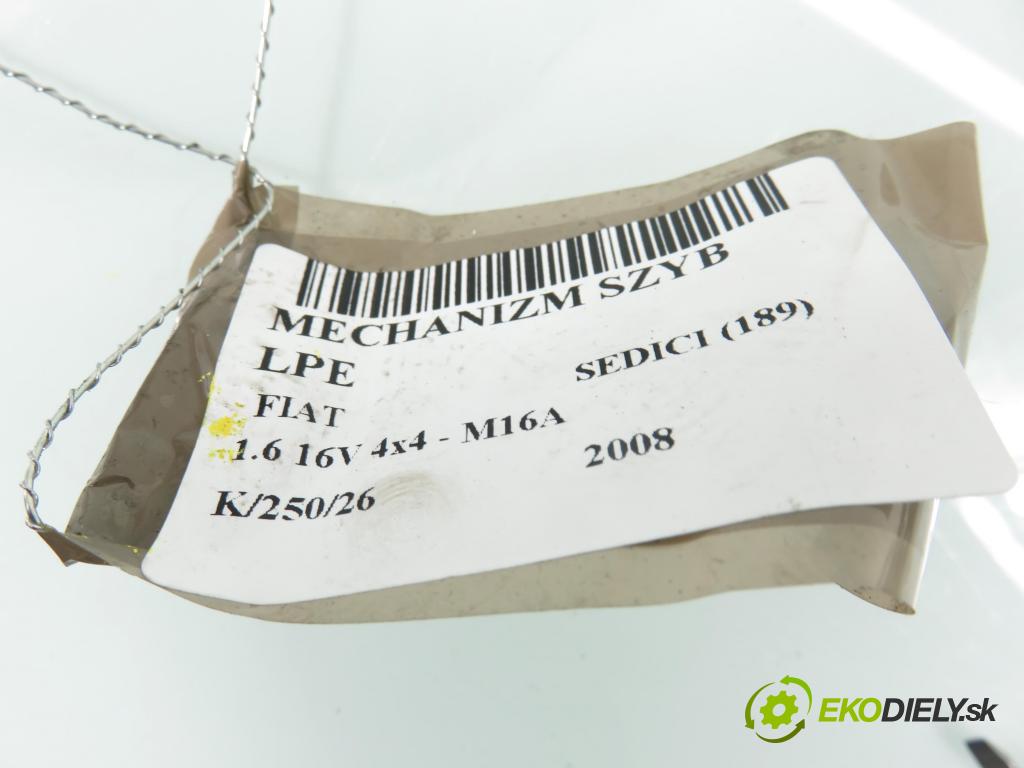 MECHANIZM SZYB
LPE
FIAT SEDICI (189)
1.6 16V 4x4 - M16A
K/250/26 2008
EKODIELY.sk